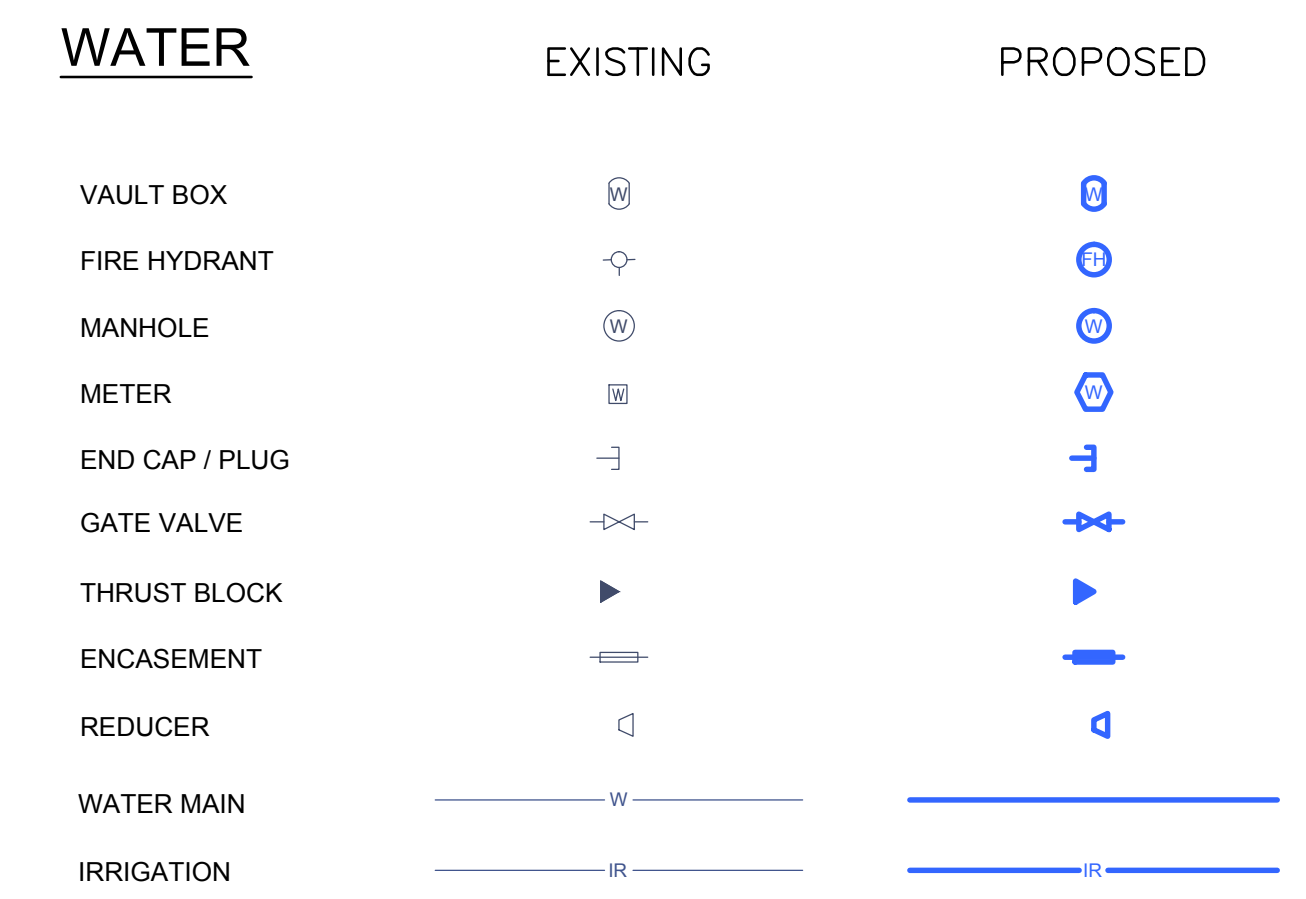 WATER EXISTING PROPOSED
VAULT BOX W W
FIRE HYDRANT FH
MANHOLE W W
METER W W
END CAP / PLUG
GATE VALVE
THRUST BLOCK
ENCASEMENT
REDUCER
WATER MAIN W
IRRIGATION IR IR